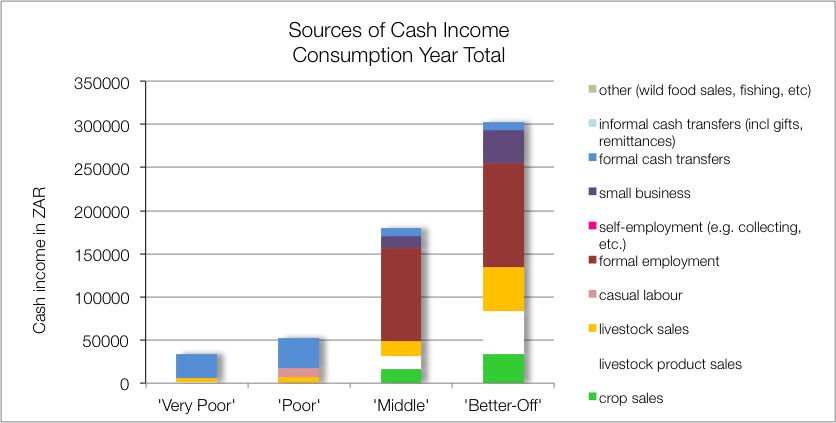 Sources of Cash Income
Consumption Year Total
350000
300000
250000
200000
150000
100000
50000
0
Cash income in ZAR
'Very Poor'
'Poor'
'Middle'
'Better-Off'
other (wild food sales, fishing, etc)
informal cash transfers (incl gifts,
remittances)
formal cash transfers
small business
self-employment (e.g. collecting,
etc.)
formal employment
casual labour
livestock sales
livestock product sales
crop sales